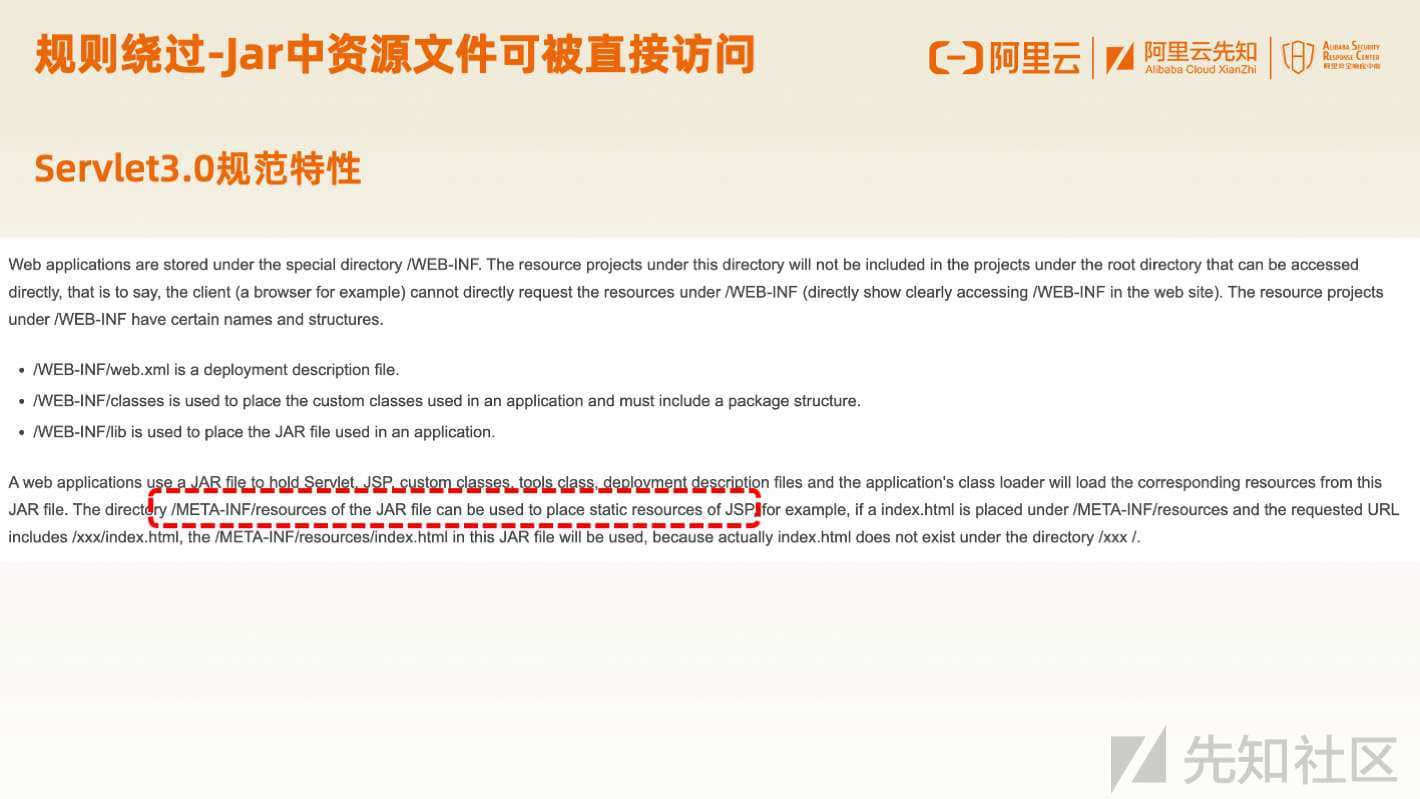 规则绕过-Jar中资源文件可被直接访问
阿里云
阿里云先知
Alibaba Cloud XianZhi
ALIBABA SECURITY
RESPONSE CENTER
Servlet3.0规范特性
Web applications are stored under the special directory /WEB-INF. The resource projects under this directory will not be included in the projects under the root directory that can be accessed
directly, that is to say, the client (a browser for example) cannot directly request the resources under /WEB-INF (directly show clearly accessing /WEB-INF in the web site). The resource projects
under /WEB-INF have certain names and structures.
• /WEB-INF/web.xml is a deployment description file.
• /WEB-INF/classes is used to place the custom classes used in an application and must include a package structure.
• /WEB-INF/lib is used to place the JAR file used in an application.
A web applications use a JAR file to hold Servlet, JSP, custom classes, tools class, deployment description files and the application's class loader will load the corresponding resources from this
JAR file. The directory /META-INF/resources of the JAR file can be used to place static resources of JSP, for example, if a index.html is placed under /META-INF/resources and the requested URL
includes /xxx/index.html, the /META-INF/resources/index.html in this JAR file will be used, because actually index.html does not exist under the directory /xxx /.
先知社区